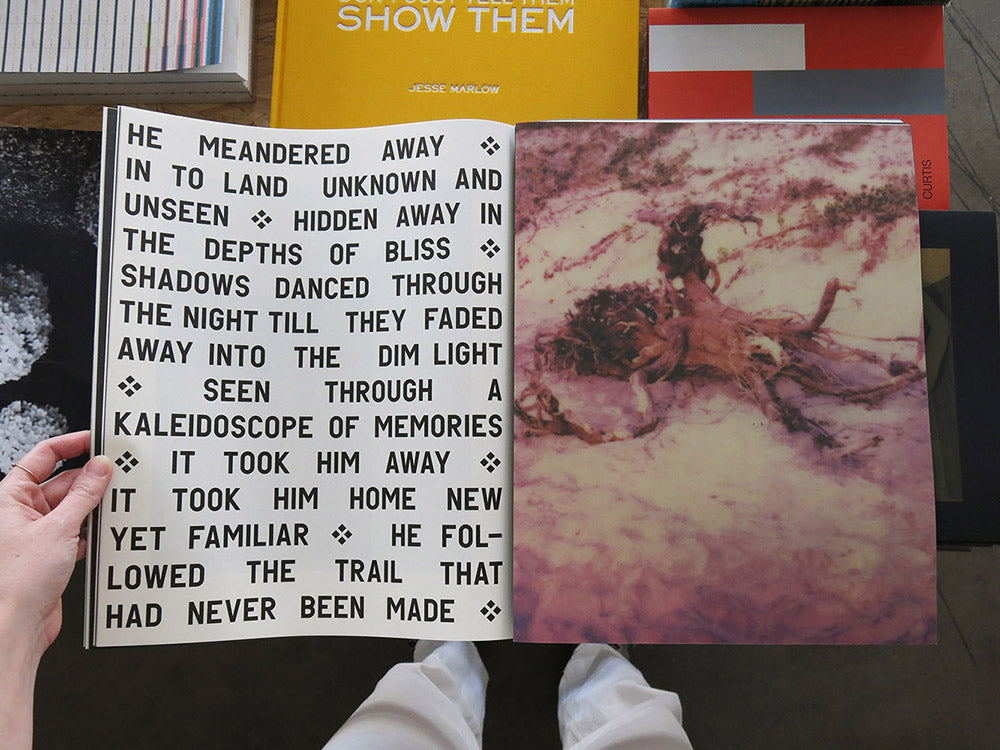 SHOW THEM
JESSE MARLOW
CURTIS
HE MEANDERED AWAY ❖
IN TO LAND UNKNOWN AND
UNSEEN ❖ HIDDEN AWAY IN
THE DEPTHS OF BLISS ❖
SHADOWS DANCED THROUGH
THE NIGHT TILL THEY FADED
AWAY INTO THE DIM LIGHT
❖ SEEN THROUGH A
KALEIDOSCOPE OF MEMORIES
❖ IT TOOK HIM AWAY ❖
IT TOOK HIM HOME NEW
YET FAMILIAR ❖ HE FOL–
LOWED THE TRAIL THAT
HAD NEVER BEEN MADE ❖